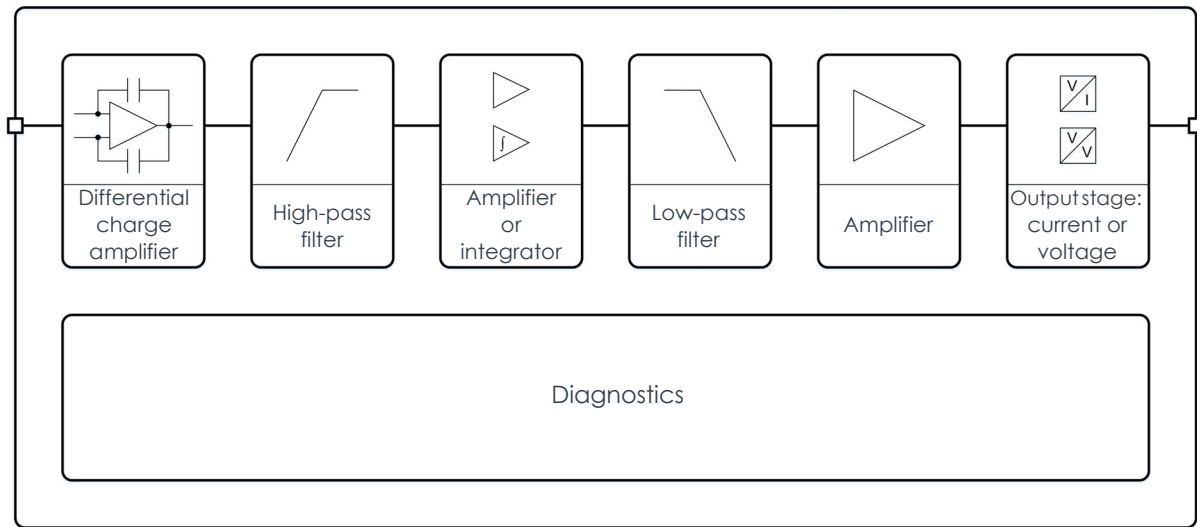 V
I
∫
V
V
Differential
charge
amplifier
High-pass
filter
Amplifier
or
integrator
Low-pass
filter
Amplifier
Output stage:
current or
voltage
Diagnostics